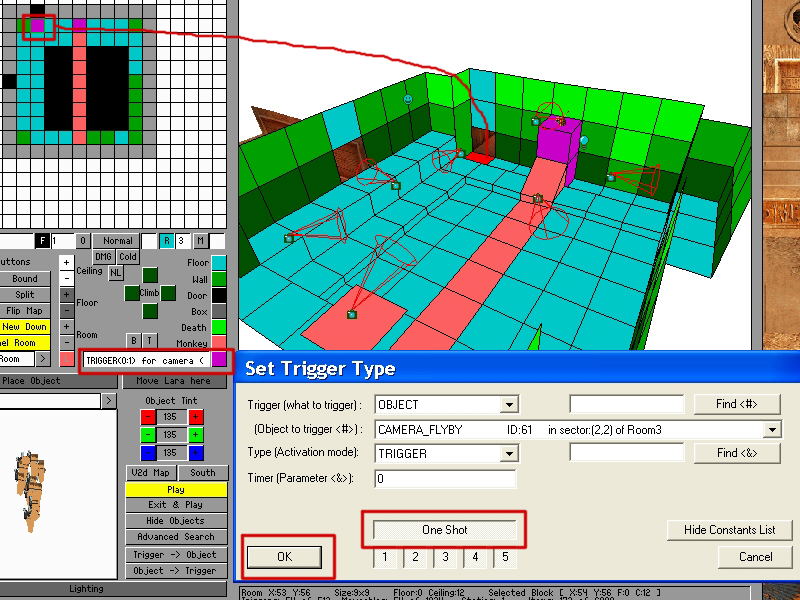 F 1 0 Normal R 3 M
uttons
DMG Cold
Ceiling NL
Floor
Bound
Wall
Split
Climb
Door
Floor
Flip Map
Box
New Down
Death
Room
el Room
B T
Monkey
Room >
TRIGGER(0:1) for camera (
Place Object
Move Lara here
>
Object Tint
- 135 +
- 135 +
- 135 +
V2d Map South
Play
Exit & Play
Hide Objects
Advanced Search
Trigger -> Object
Object -> Trigger
Lighting
Set Trigger Type
Trigger (what to trigger) : OBJECT Find <#>
(Object to trigger <#>) : CAMERA_FLYBY ID:61 in sector:(2,2) of Room3
Type (Activation mode): TRIGGER Find <&>
Timer (Parameter <&>): 0
One Shot
Hide Constants List
OK
1 2 3 4 5
Cancel
Room X:53 Y:56 Size:9x9 Floor:0 Ceiling:12 Selected Block [ X:54 Y:56 F:0 C:12 ]